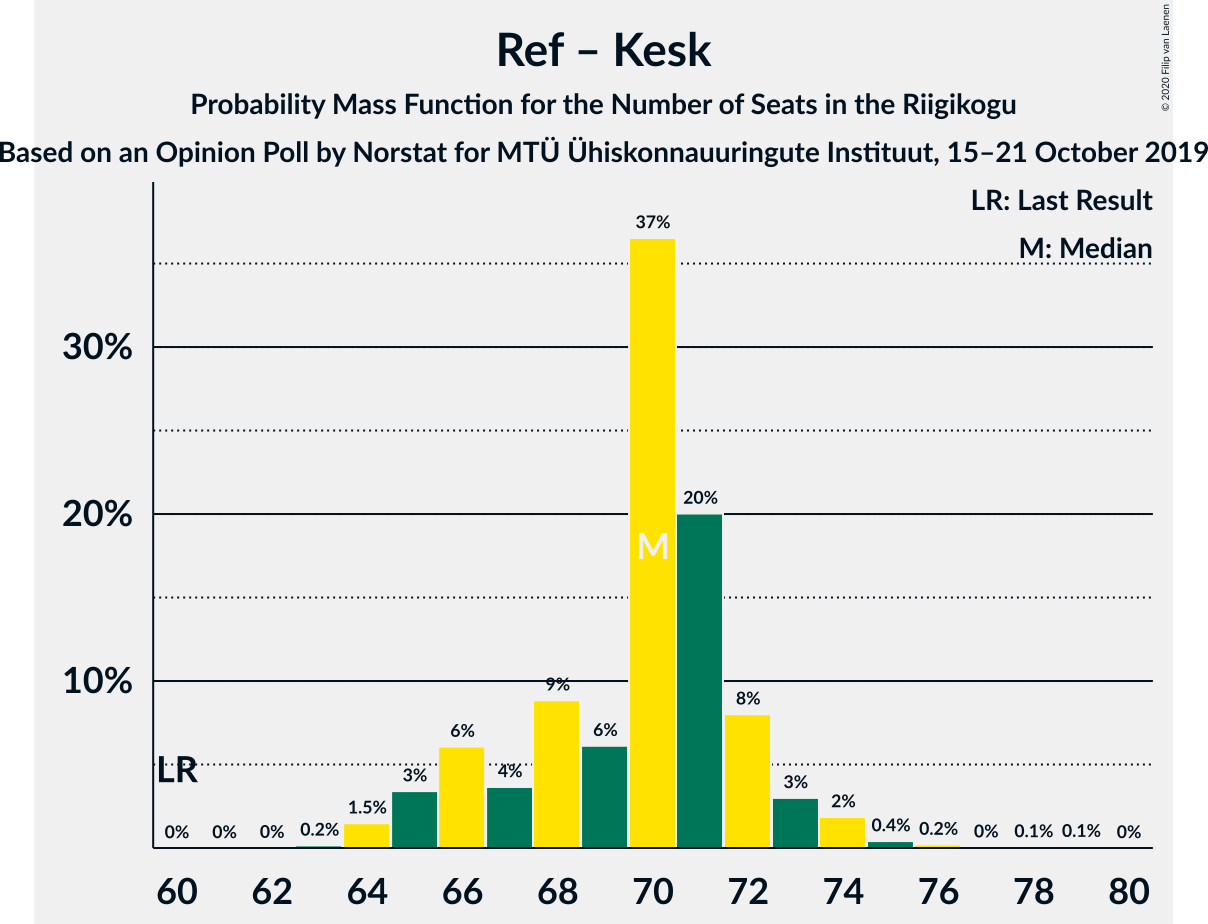 Ref – Kesk
Probability Mass Function for the Number of Seats in the Riigikogu
Based on an Opinion Poll by Norstat for MTÜ Ühiskonnauuringute Instituut, 15–21 October 2019
© 2020 Filip van Laenen
LR: Last Result
M: Median
37%
30%
20%
20%
M
10%
9%
8%
6%
6%
LR
3%
4%
3%
1.5%
2%
0%
0%
0%
0.2%
0.4%
0.2%
0%
0.1%
0.1%
0%
60 62 64 66 68 70 72 74 76 78 80